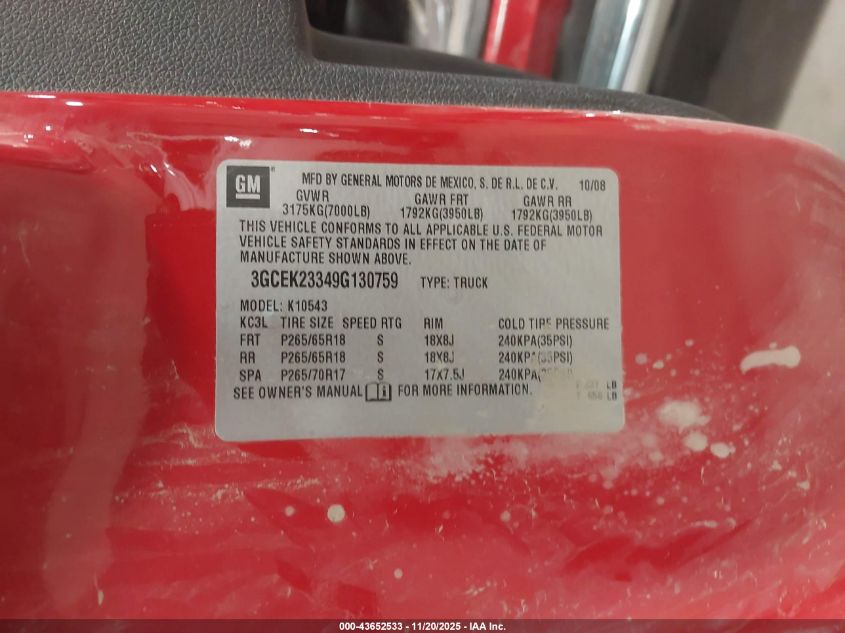 GM
MFD BY GENERAL MOTORS DE MEXICO, S. DE R.L. DE C.V. 10/08
GVWR GAWR FRT GAWR RR
3175KG(7000LB) 1792KG(3950LB) 1792KG(3950LB)
THIS VEHICLE CONFORMS TO ALL APPLICABLE U.S. FEDERAL MOTOR
VEHICLE SAFETY STANDARDS IN EFFECT ON THE DATE OF
MANUFACTURE SHOWN ABOVE.
3GCEK23349G130759 TYPE: TRUCK
MODEL: K10543
KC3L TIRE SIZE SPEED RTG RIM COLD TIRE PRESSURE
FRT P265/65R18 S 18X8J 240KPA(35PSI)
RR P265/65R18 S 18X8J 240KPA(35PSI)
SPA P265/70R17 S 17X7.5J
SEE OWNER'S MANUAL FOR MORE INFORMATION.
LB
LB
000-43652533 - 11/20/2025 - IAA Inc.